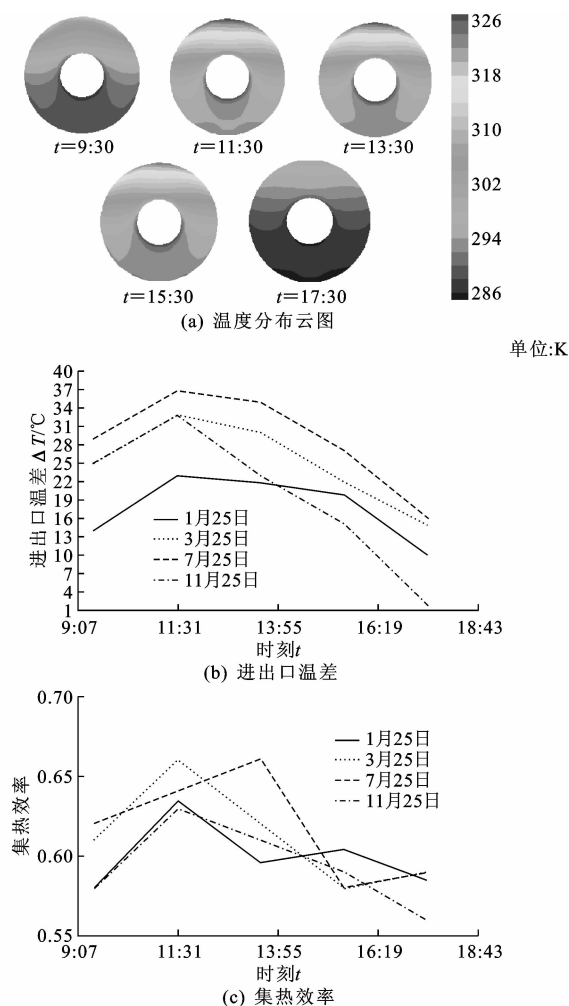 326
318
310
302
294
286
t=9:30
t=11:30
t=13:30
t=15:30
t=17:30
(a) 温度分布云图
单位:K
进出口温差ΔT/℃
40
37
34
31
28
25
22
19
16
13
10
7
4
1
1月25日
3月25日
7月25日
11月25日
9:07
11:31
13:55
16:19
18:43
时刻t
(b) 进出口温差
集热效率
0.70
0.65
0.60
0.55
1月25日
3月25日
7月25日
11月25日
9:07
11:31
13:55
16:19
18:43
时刻t
(c) 集热效率